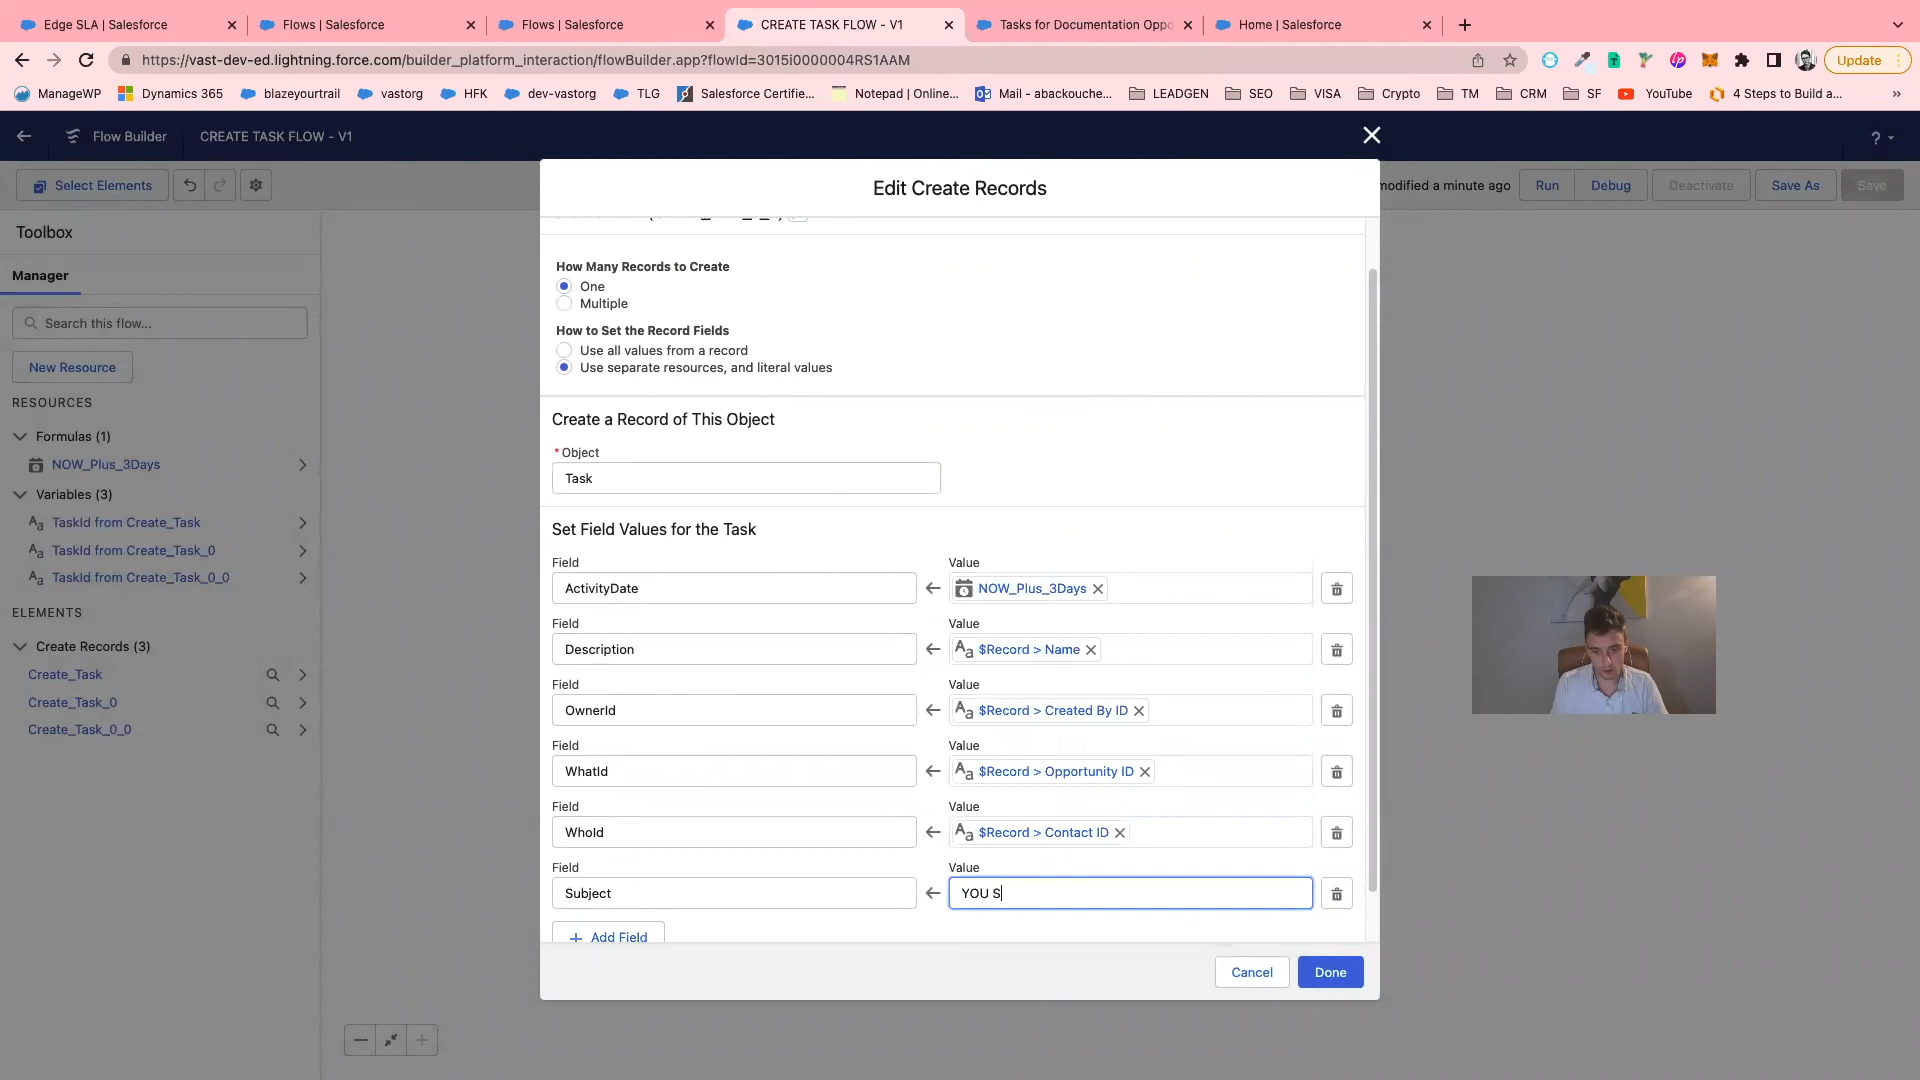 Edge SLA | Salesforce
Flows | Salesforce
Flows | Salesforce
CREATE TASK FLOW - V1
Tasks for Documentation Oppo
Home | Salesforce
https://vast-dev-ed.lightning.force.com/builder_platform_interaction/flowBuilder.app?flowId=3015i0000004RS1AAM
Update
ManageWP
Dynamics 365
blazeyourtrail
vastorg
HFK
dev-vastorg
TLG
Salesforce Certifie...
Notepad | Online...
Mail - abackouche...
LEADGEN
SEO
VISA
Crypto
TM
CRM
SF
YouTube
4 Steps to Build a...
»
Flow Builder
CREATE TASK FLOW - V1
?
Select Elements
modified a minute ago
Run
Debug
Deactivate
Save As
Save
Toolbox
Manager
Search this flow...
New Resource
RESOURCES
Formulas (1)
NOW_Plus_3Days
Variables (3)
Aa TaskId from Create_Task
Aa TaskId from Create_Task_0
Aa TaskId from Create_Task_0_0
ELEMENTS
Create Records (3)
Create_Task
Create_Task_0
Create_Task_0_0
Edit Create Records
How Many Records to Create
One
Multiple
How to Set the Record Fields
Use all values from a record
Use separate resources, and literal values
Create a Record of This Object
* Object
Task
Set Field Values for the Task
Field Value
ActivityDate NOW_Plus_3Days
Field Value
Description Aa $Record > Name
Field Value
OwnerId Aa $Record > Created By ID
Field Value
WhatId Aa $Record > Opportunity ID
Field Value
WhoId Aa $Record > Contact ID
Field Value
Subject YOU S
+ Add Field
Cancel
Done